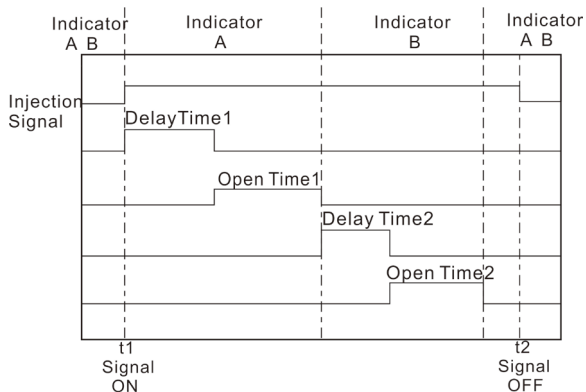 Indicator
A B
Indicator
A
Indicator
B
Indicator
A B
Injection
Signal
DelayTime1
Open Time1
Delay Time2
Open Time2
t1
Signal
ON
t2
Signal
OFF